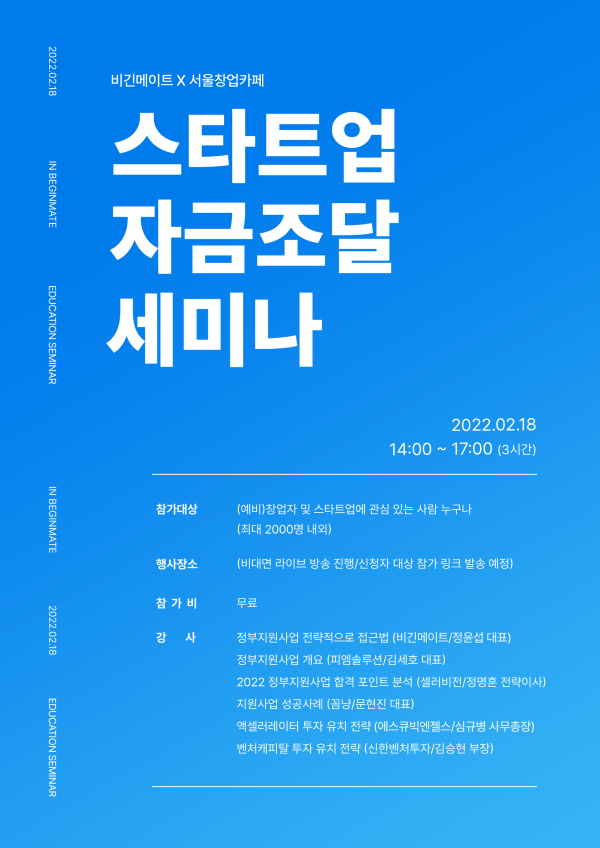 2022.02.18
IN BEGINMATE
EDUCATION SEMINAR
IN BEGINMATE
2022.02.18
EDUCATION SEMINAR
비긴메이트 X 서울창업카페
스타트업
자금조달
세미나
2022.02.18
14:00 ~ 17:00 (3시간)
참가대상 (예비)창업자 및 스타트업에 관심 있는 사람 누구나
(최대 2000명 내외)
행사장소 (비대면 라이브 방송 진행/신청자 대상 참가 링크 발송 예정)
참 가 비 무료
강 사 정부지원사업 전략적으로 접근법 (비긴메이트/정윤섭 대표)
정부지원사업 개요 (피엠솔루션/김세호 대표)
2022 정부지원사업 합격 포인트 분석 (셀러비전/정명훈 전략이사)
지원사업 성공사례 (꼼냥/문현진 대표)
액셀러레이터 투자 유치 전략 (에스큐빅엔젤스/심규병 사무총장)
벤처캐피탈 투자 유치 전략 (신한벤처투자/김승현 부장)